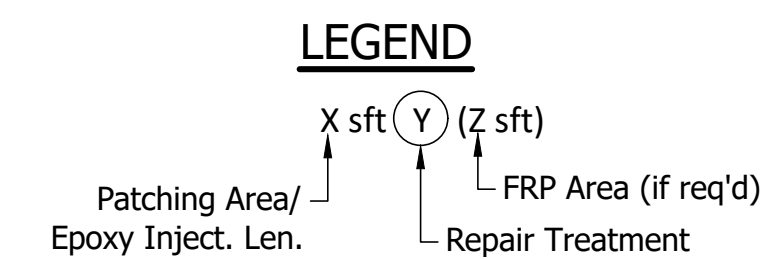 LEGEND
X sft Y (Z sft)
Patching Area/
Epoxy Inject. Len.
FRP Area (if req'd)
Repair Treatment